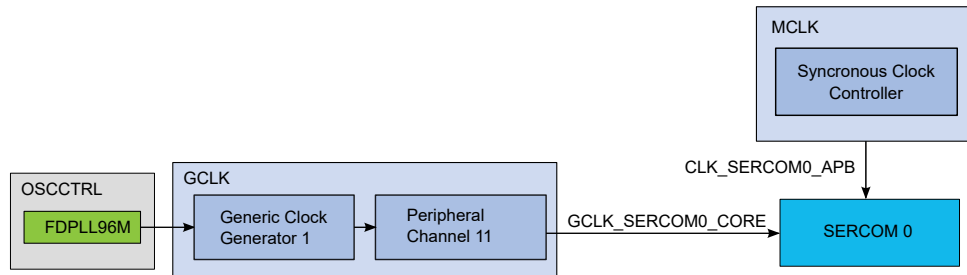 MCLK
Syncronous Clock
Controller
CLK_SERCOM0_APB
OSCCTRL
FDPLL96M
GCLK
Generic Clock
Generator 1
Peripheral
Channel 11
GCLK_SERCOM0_CORE
SERCOM 0